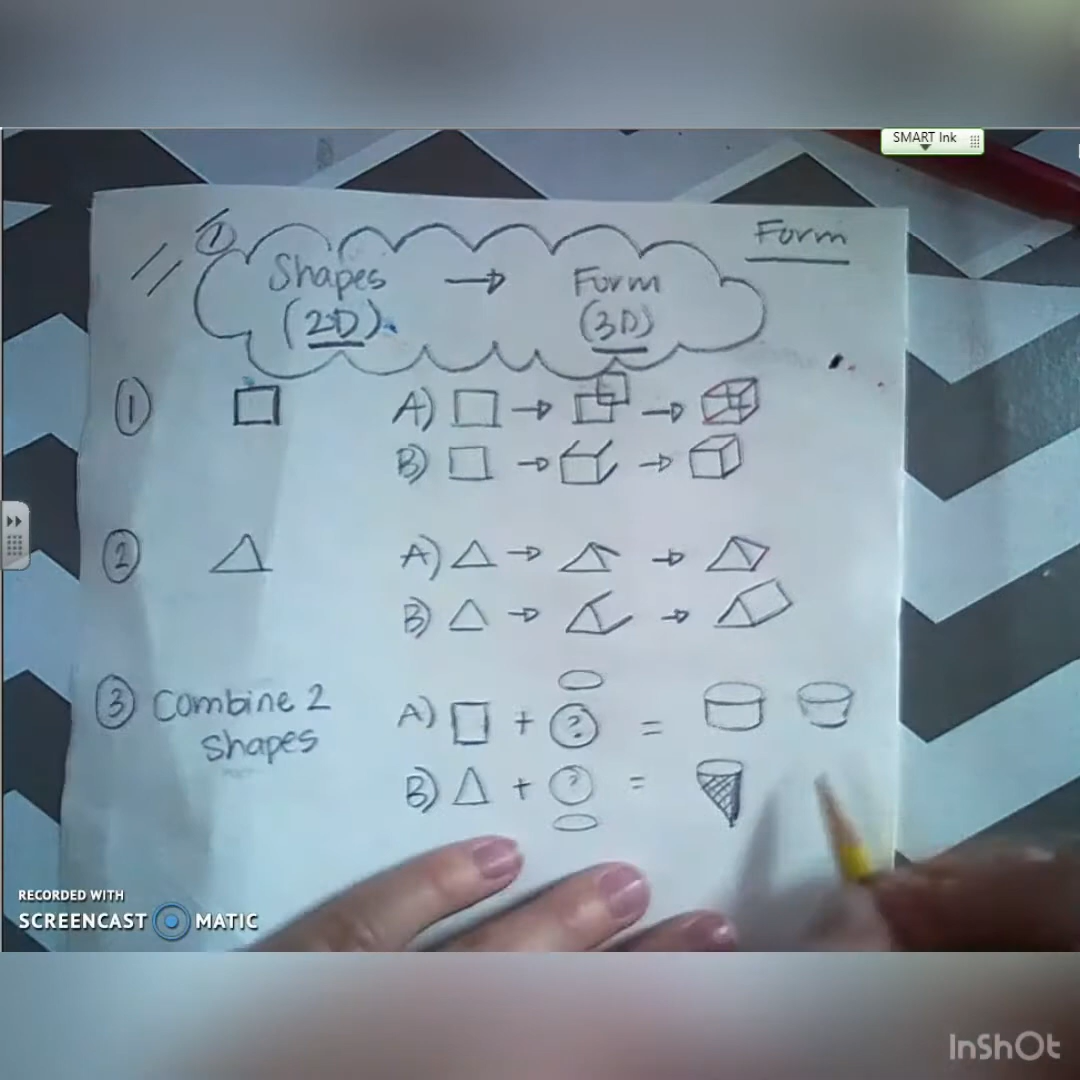 SMART Ink
Form
1
Shapes → Form
(2D) (3D)
1 A) → →
B) → →
2 A) → →
B) → →
3 Combine 2 Shapes
A) + ? =
B) + ? =
RECORDED WITH
SCREENCAST MATIC
InShOt